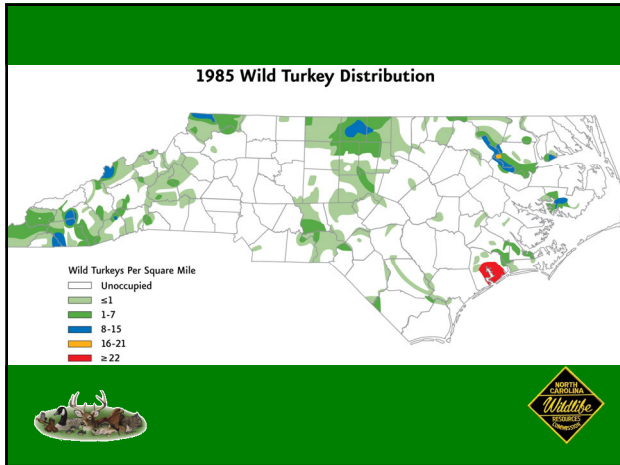 1985 Wild Turkey Distribution
1
Wild Turkeys Per Square Mile
Unoccupied
≤1
1-7
8-15
16-21
≥22
NORTH
CAROLINA
Wildlife
RESOURCES
COMMISSION